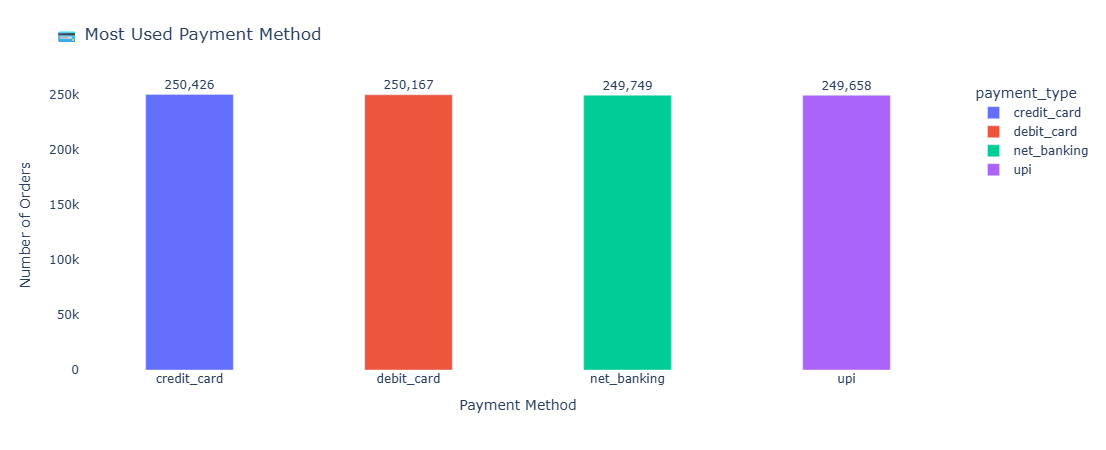 💳 Most Used Payment Method
250,426
250,167
249,749
249,658
250k
200k
150k
100k
50k
0
Number of Orders
credit_card
debit_card
net_banking
upi
Payment Method
payment_type
credit_card
debit_card
net_banking
upi